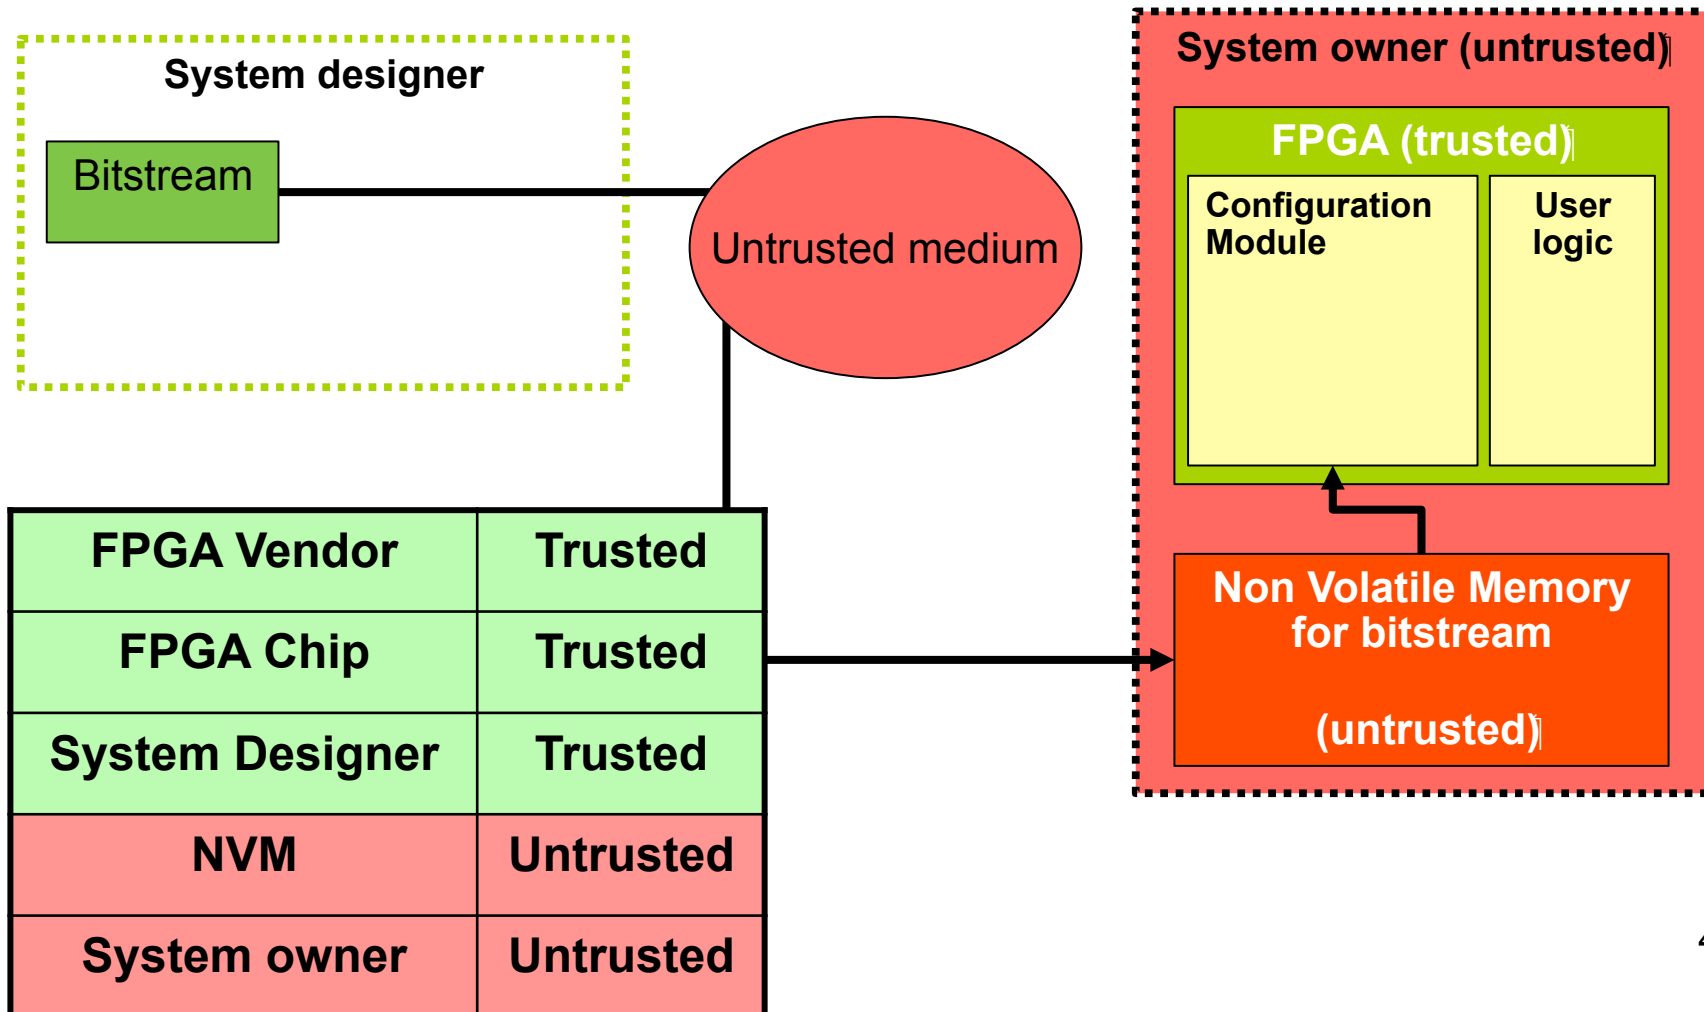 System designer
Bitstream
Untrusted medium
System owner (untrusted)
FPGA (trusted)
Configuration
Module
User
logic
Non Volatile Memory
for bitstream
(untrusted)
FPGA Vendor Trusted
FPGA Chip Trusted
System Designer Trusted
NVM Untrusted
System owner Untrusted